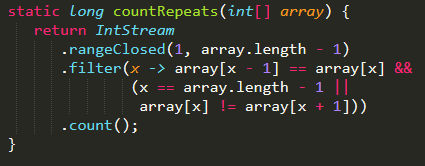 static long countRepeats(int[] array) {
    return IntStream
        .rangeClosed(1, array.length - 1)
        .filter(x -> array[x - 1] == array[x] &&
                (x == array.length - 1 ||
                 array[x] != array[x + 1]))
        .count();
}